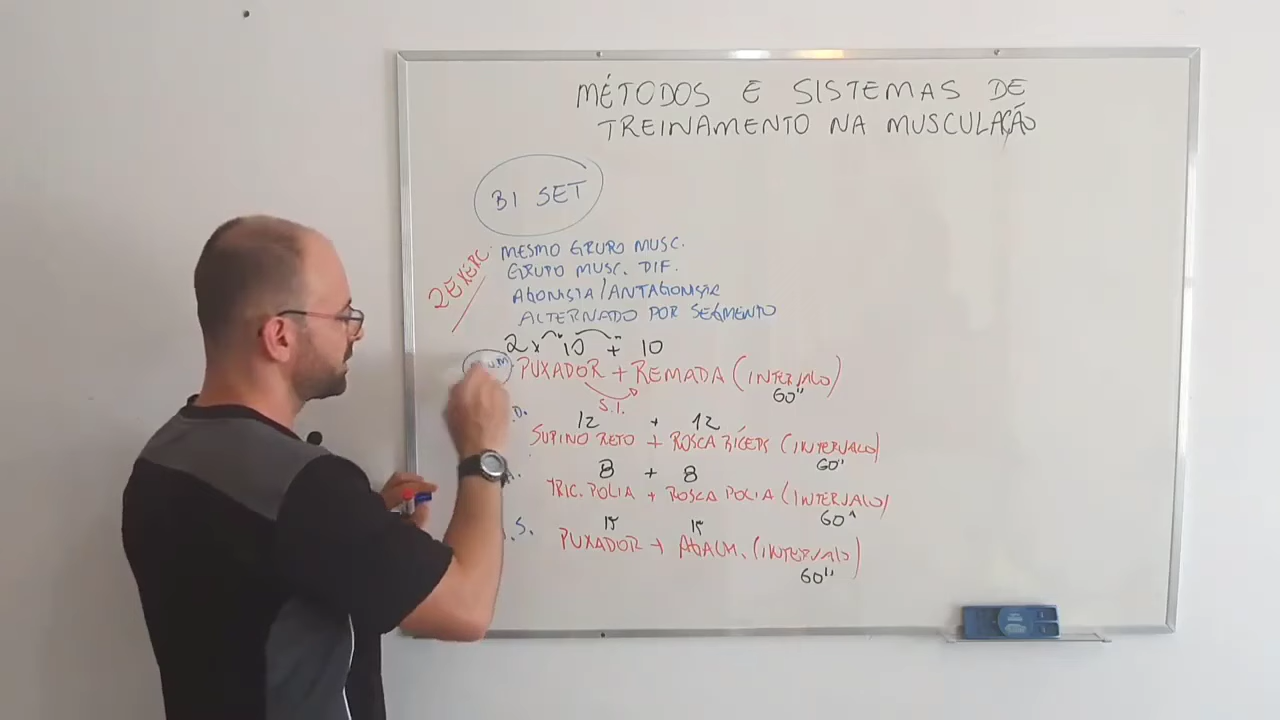 MÉTODOS E SISTEMAS DE
TREINAMENTO NA MUSCULAÇÃO
BI SET
2 EXERC.
MESMO GRUPO MUSC.
GRUPO MUSC. DIF.
AGONISTA/ANTAGONISTA
ALTERNADO POR SEGMENTO
2x 10 + 10
PUXADOR + REMADA (INTERVALO)
60"
S.I.
D.
12 + 12
SUPINO RETO + ROSCA BÍCEPS (INTERVALO)
60"
8 + 8
TRIC. POLIA + ROSCA POLIA (INTERVALO)
60"
S.
15 15
PUXADOR + AGACH. (INTERVALO)
60"